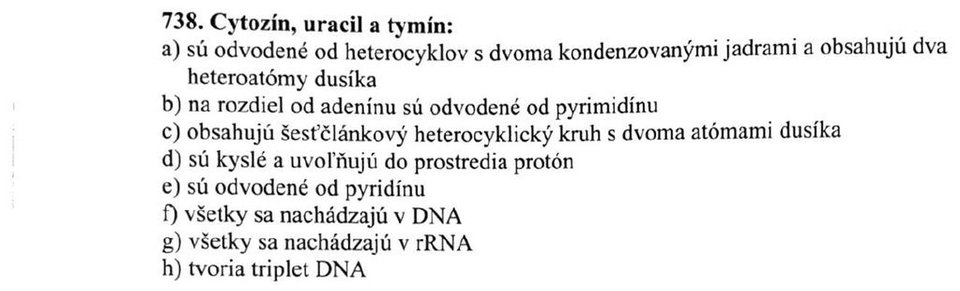 738. Cytozín, uracil a tymín:
a) sú odvodené od heterocyklov s dvoma kondenzovanými jadrami a obsahujú dva
heteroatómy dusíka
b) na rozdiel od adenínu sú odvodené od pyrimidínu
c) obsahujú šesťčlánkový heterocyklický kruh s dvoma atómami dusíka
d) sú kyslé a uvoľňujú do prostredia protón
e) sú odvodené od pyridínu
f) všetky sa nachádzajú v DNA
g) všetky sa nachádzajú v rRNA
h) tvoria triplet DNA